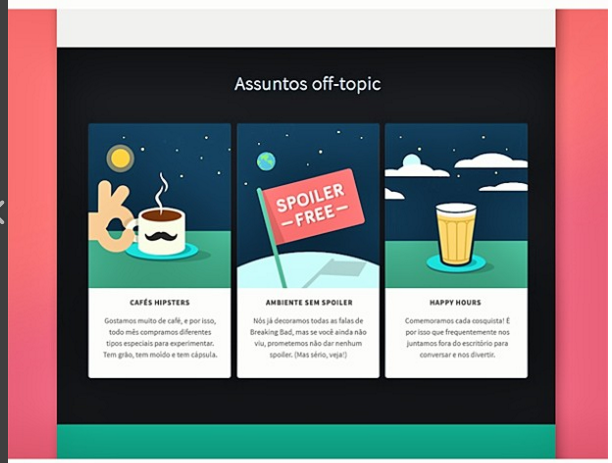 Assuntos off-topic
SPOILER
–FREE–
CAFÉS HIPSTERS
Gostamos muito de café, e por isso,
todo mês compramos diferentes
tipos especiais para experimentar.
Tem grão, tem moído e tem cápsula.
AMBIENTE SEM SPOILER
Nós já decoramos todas as falas de
Breaking Bad, mas se você ainda não
viu, prometemos não dar nenhum
spoiler. (Mas sério, veja!)
HAPPY HOURS
Comemoramos cada cosquista! E
por isso que frequentemente nos
juntamos fora do escritório para
conversar e nos divertir.